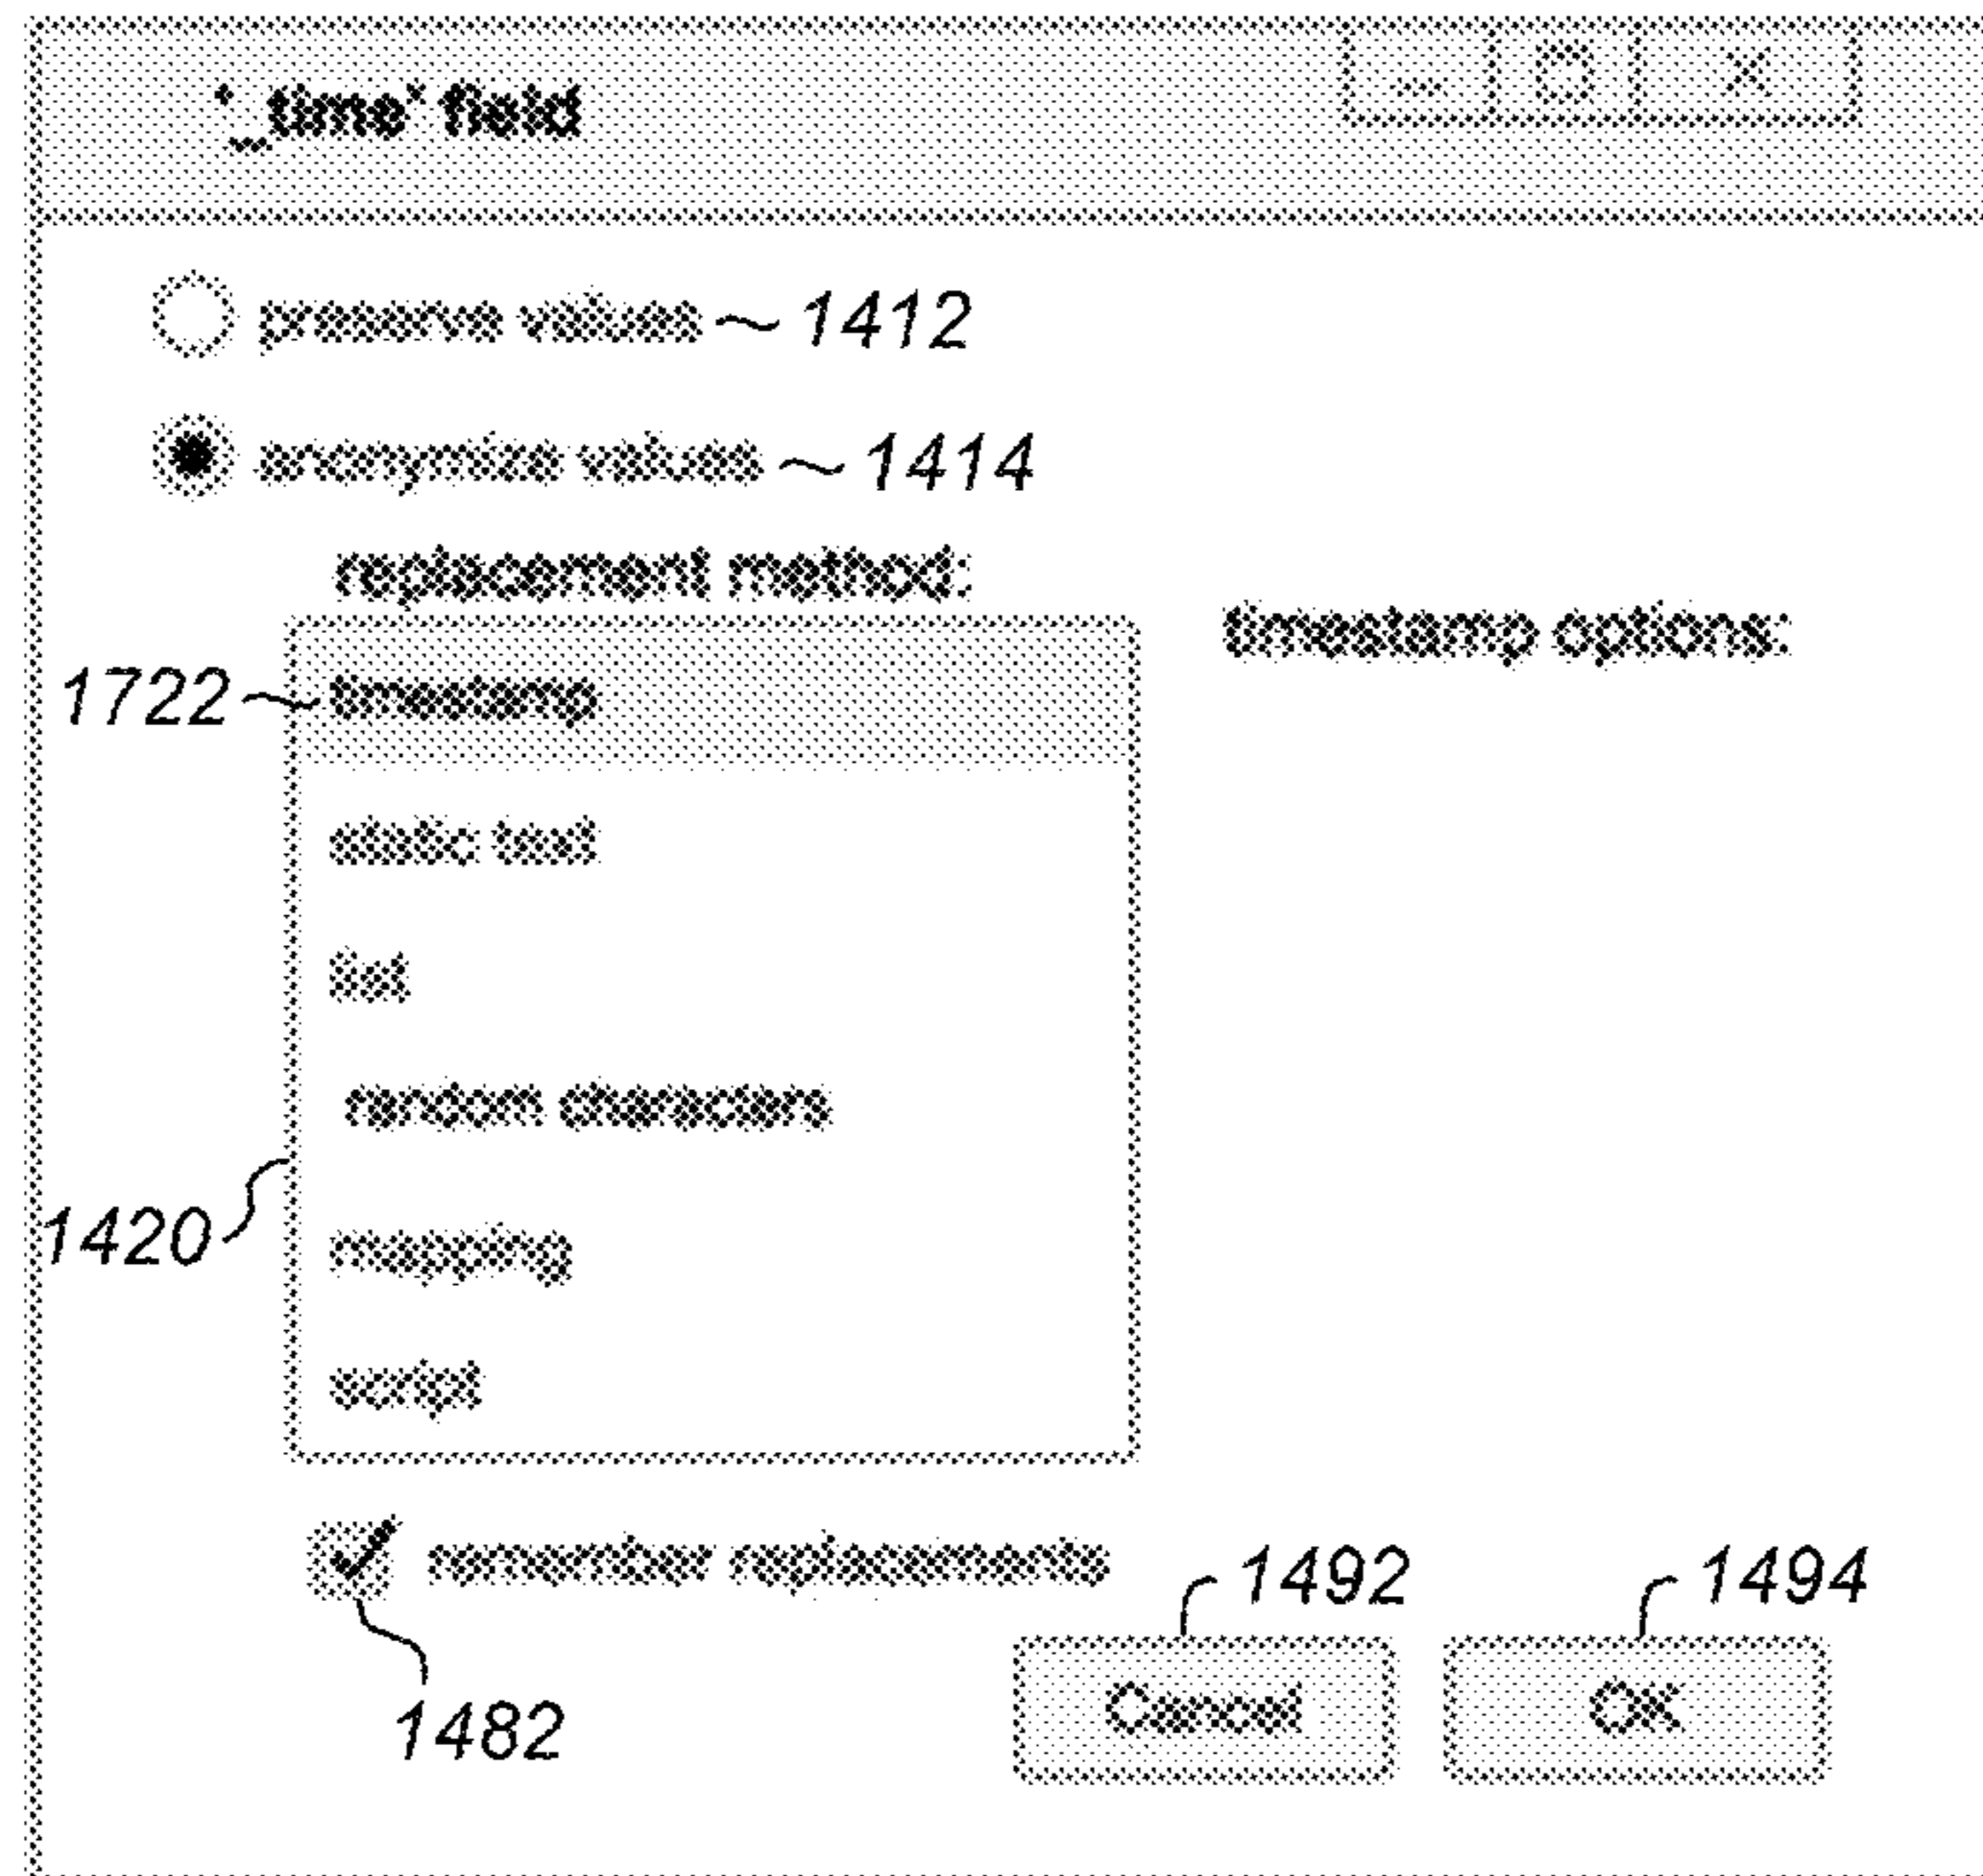 '_time' field
preserve values ~ 1412
anonymize values ~ 1414
replacement method:
timestamp options:
1722 timestamp
static text
list
random characters
1420
mapping
script
remember replacements
1492
1494
Cancel
OK
1482